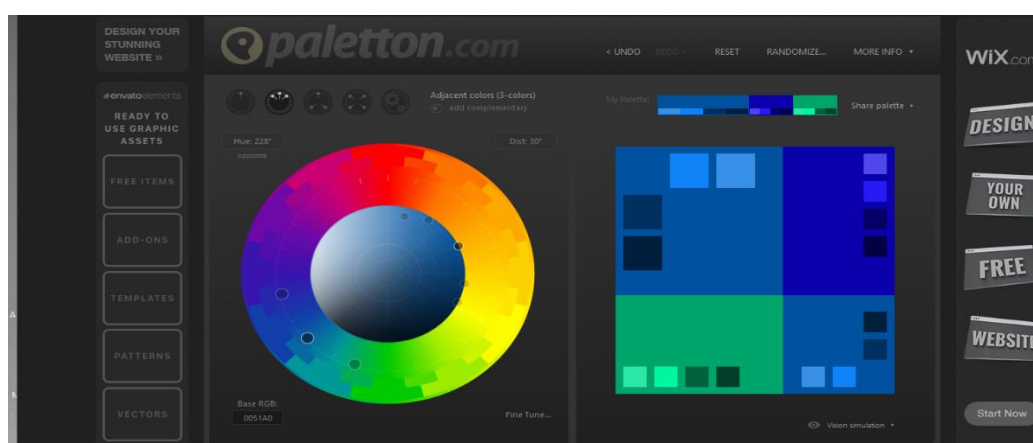 DESIGN YOUR
STUNNING
WEBSITE »
envatoelements
READY TO
USE GRAPHIC
ASSETS
FREE ITEMS
ADD-ONS
TEMPLATES
PATTERNS
VECTORS
paletton.com
< UNDO REDO > RESET RANDOMIZE... MORE INFO
Adjacent colors (3-colors)
add complementary
Hue: 228°
opposite
Dist: 30°
Base RGB:
0051A0
Fine Tune...
My Palette:
Share palette
Vision simulation
WiX.com
DESIGN
YOUR
OWN
FREE
WEBSITE
Start Now